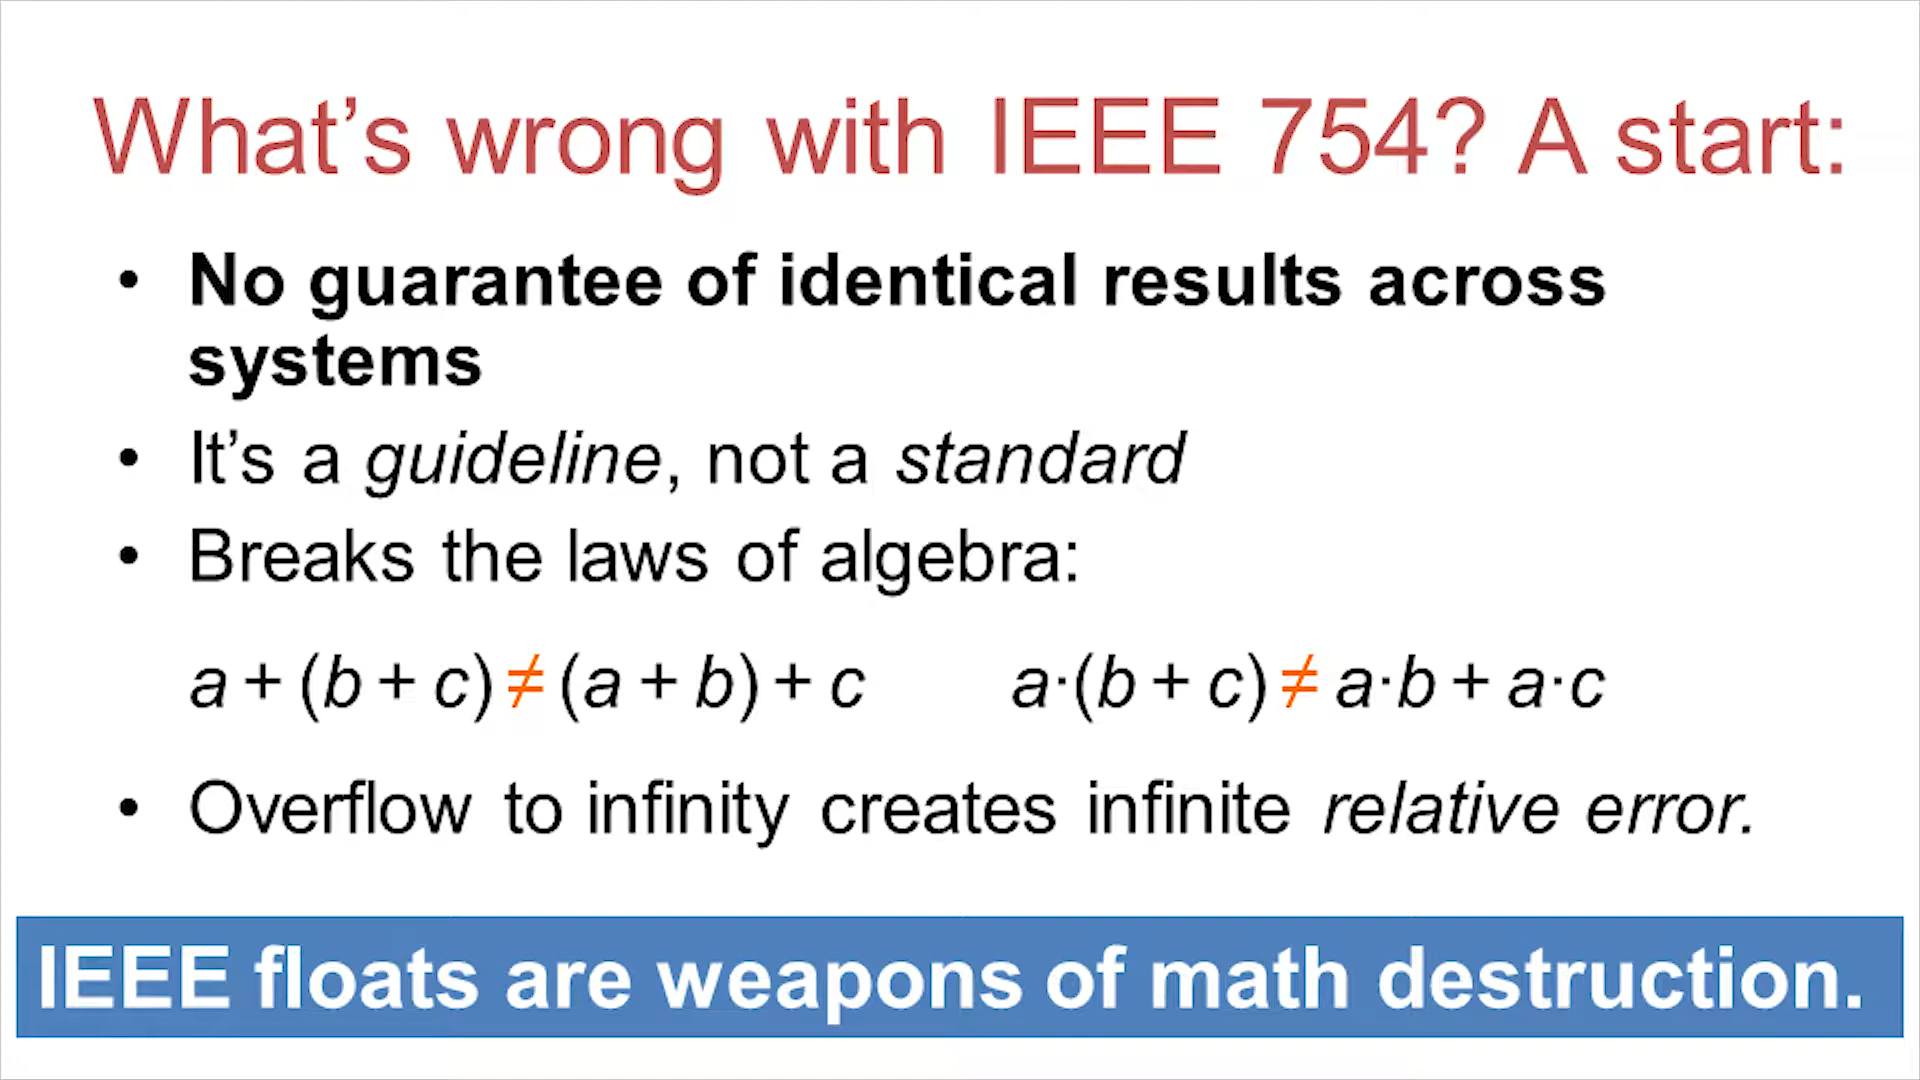 What’s wrong with IEEE 754? A start:
• No guarantee of identical results across
systems
• It’s a guideline, not a standard
• Breaks the laws of algebra:
a + (b + c) ≠ (a + b) + c a·(b + c) ≠ a·b + a·c
• Overflow to infinity creates infinite relative error.
IEEE floats are weapons of math destruction.